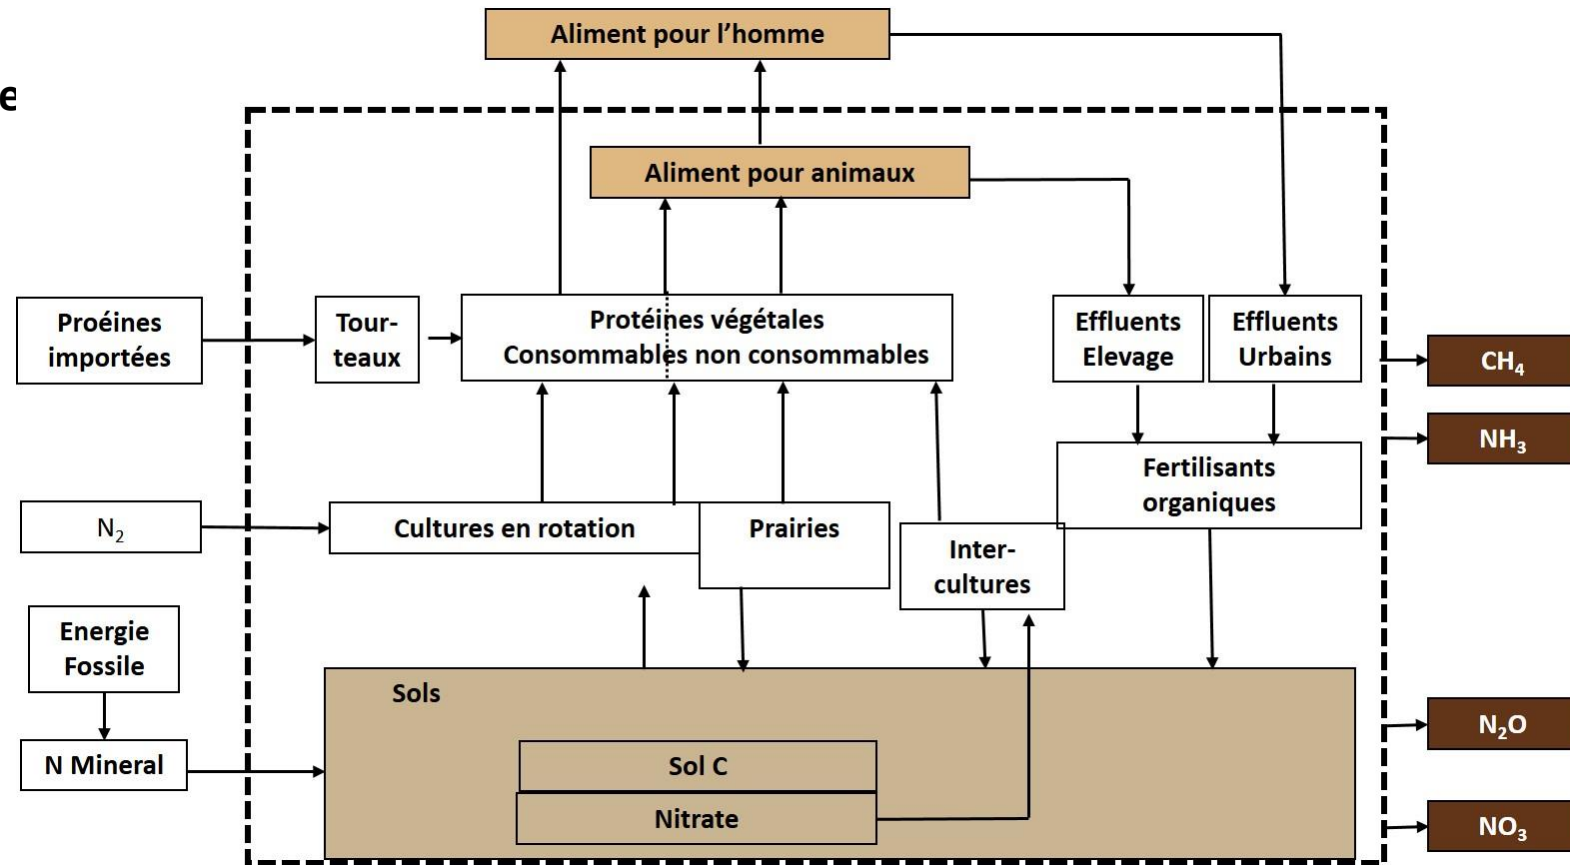 Aliment pour l’homme
e
Aliment pour animaux
Proéines
importées
Tour-
teaux
Protéines végétales
Consommables non consommables
Effluents
Elevage
Effluents
Urbains
CH₄
NH₃
Fertilisants
organiques
N₂
Cultures en rotation
Prairies
Inter-
cultures
Energie
Fossile
Sols
N Mineral
Sol C
Nitrate
N₂O
NO₃